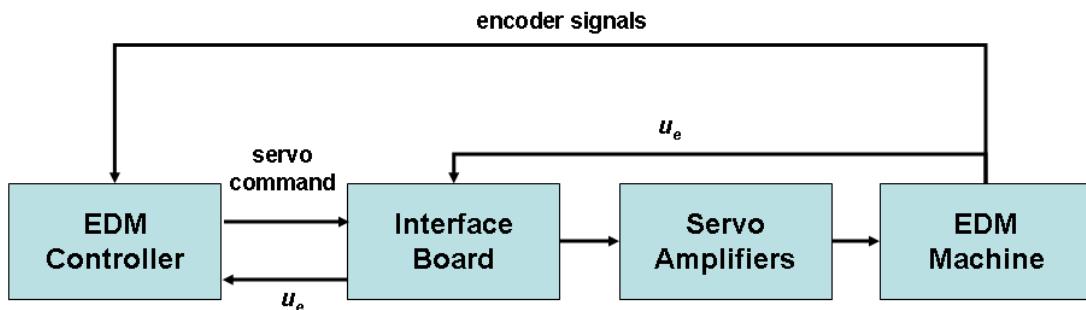 encoder signals
u_e
servo
command
EDM
Controller
Interface
Board
Servo
Amplifiers
EDM
Machine
u_e